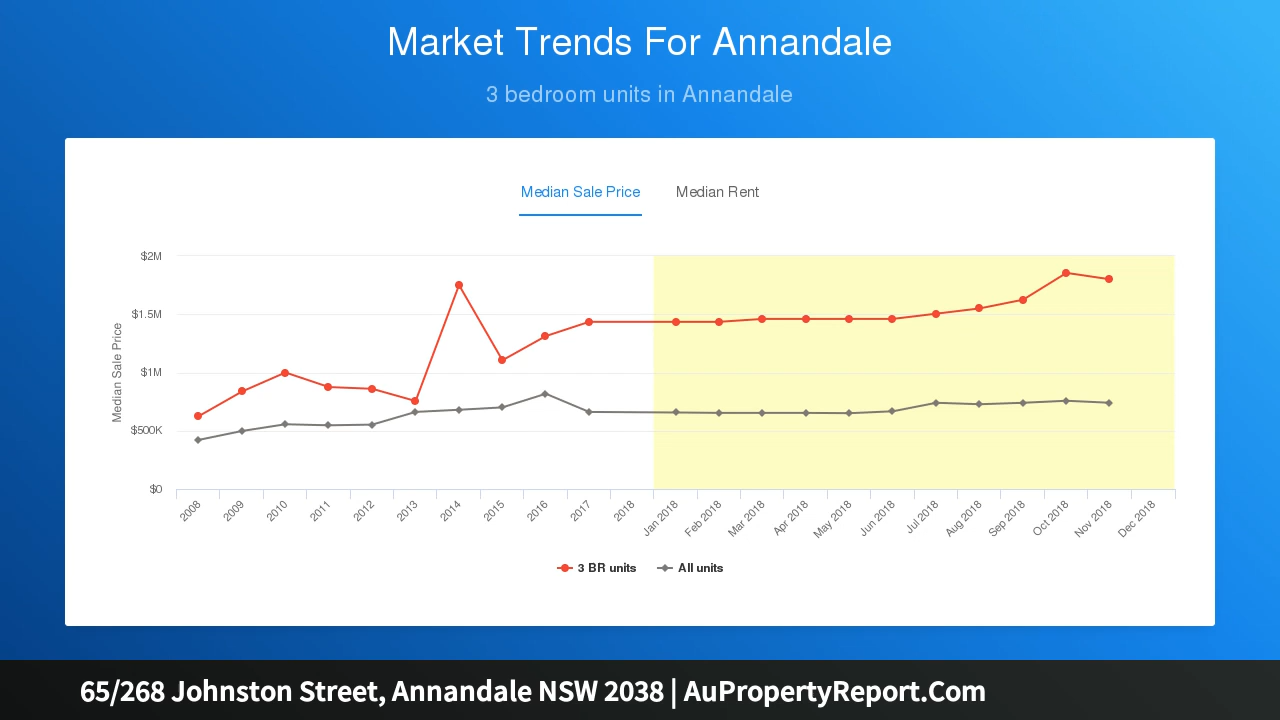 Market Trends For Annandale
3 bedroom units in Annandale
Median Sale Price
Median Rent
Median Sale Price
$2M
$1.5M
$1M
$500K
$0
2008
2009
2010
2011
2012
2013
2014
2015
2016
2017
2018
Jan 2018
Feb 2018
Mar 2018
Apr 2018
May 2018
Jun 2018
Jul 2018
Aug 2018
Sep 2018
Oct 2018
Nov 2018
Dec 2018
3 BR units
All units
65/268 Johnston Street, Annandale NSW 2038 | AuPropertyReport.Com